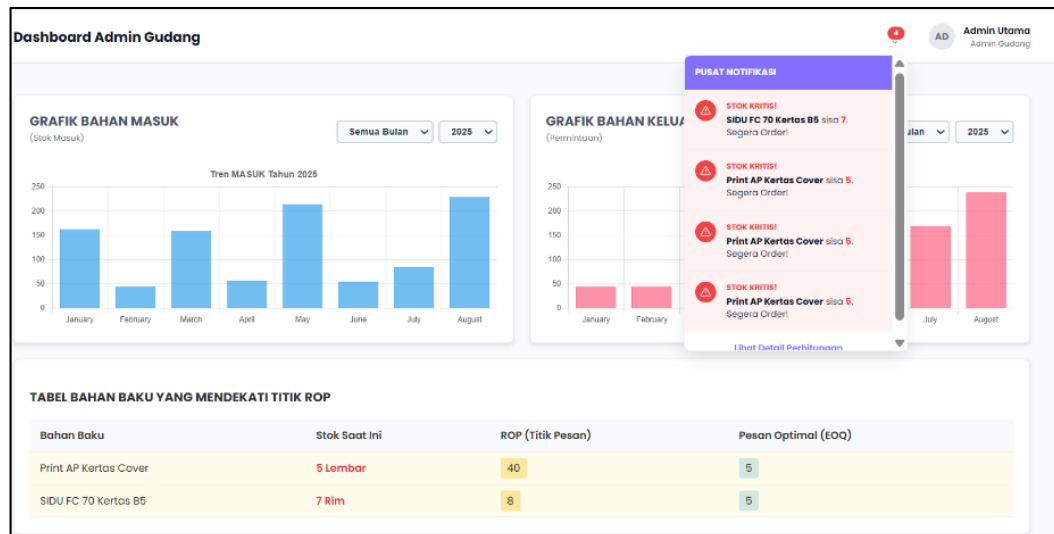 Dashboard Admin Gudang
4
AD
Admin Utama
Admin Gudang
PUSAT NOTIFIKASI
STOK KRITIS!
SIDU FC 70 Kertas B5 sisa 7.
Segera Order!
STOK KRITIS!
Print AP Kertas Cover sisa 5.
Segera Order!
STOK KRITIS!
Print AP Kertas Cover sisa 5.
Segera Order!
STOK KRITIS!
Print AP Kertas Cover sisa 5.
Segera Order!
Lihat Detail Perhitungan
GRAFIK BAHAN MASUK
(Stok Masuk)
Semua Bulan
2025
Tren MASUK Tahun 2025
250
200
150
100
50
0
January February March April May June July August
GRAFIK BAHAN KELUA
(Permintaan)
ulan
2025
250
200
150
100
50
0
January February July August
TABEL BAHAN BAKU YANG MENDEKATI TITIK ROP
Bahan Baku Stok Saat Ini ROP (Titik Pesan) Pesan Optimal (EOQ)
Print AP Kertas Cover 5 Lembar 40 5
SIDU FC 70 Kertas B5 7 Rim 8 5